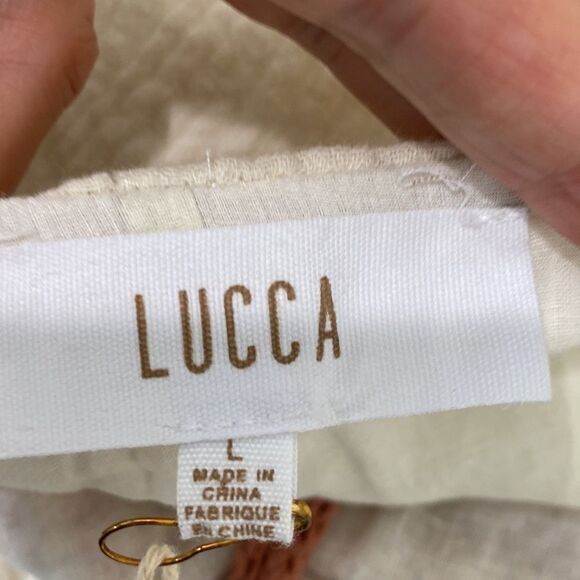 LUCCA
L
MADE IN
CHINA
FABRIQUE
EN CHINE